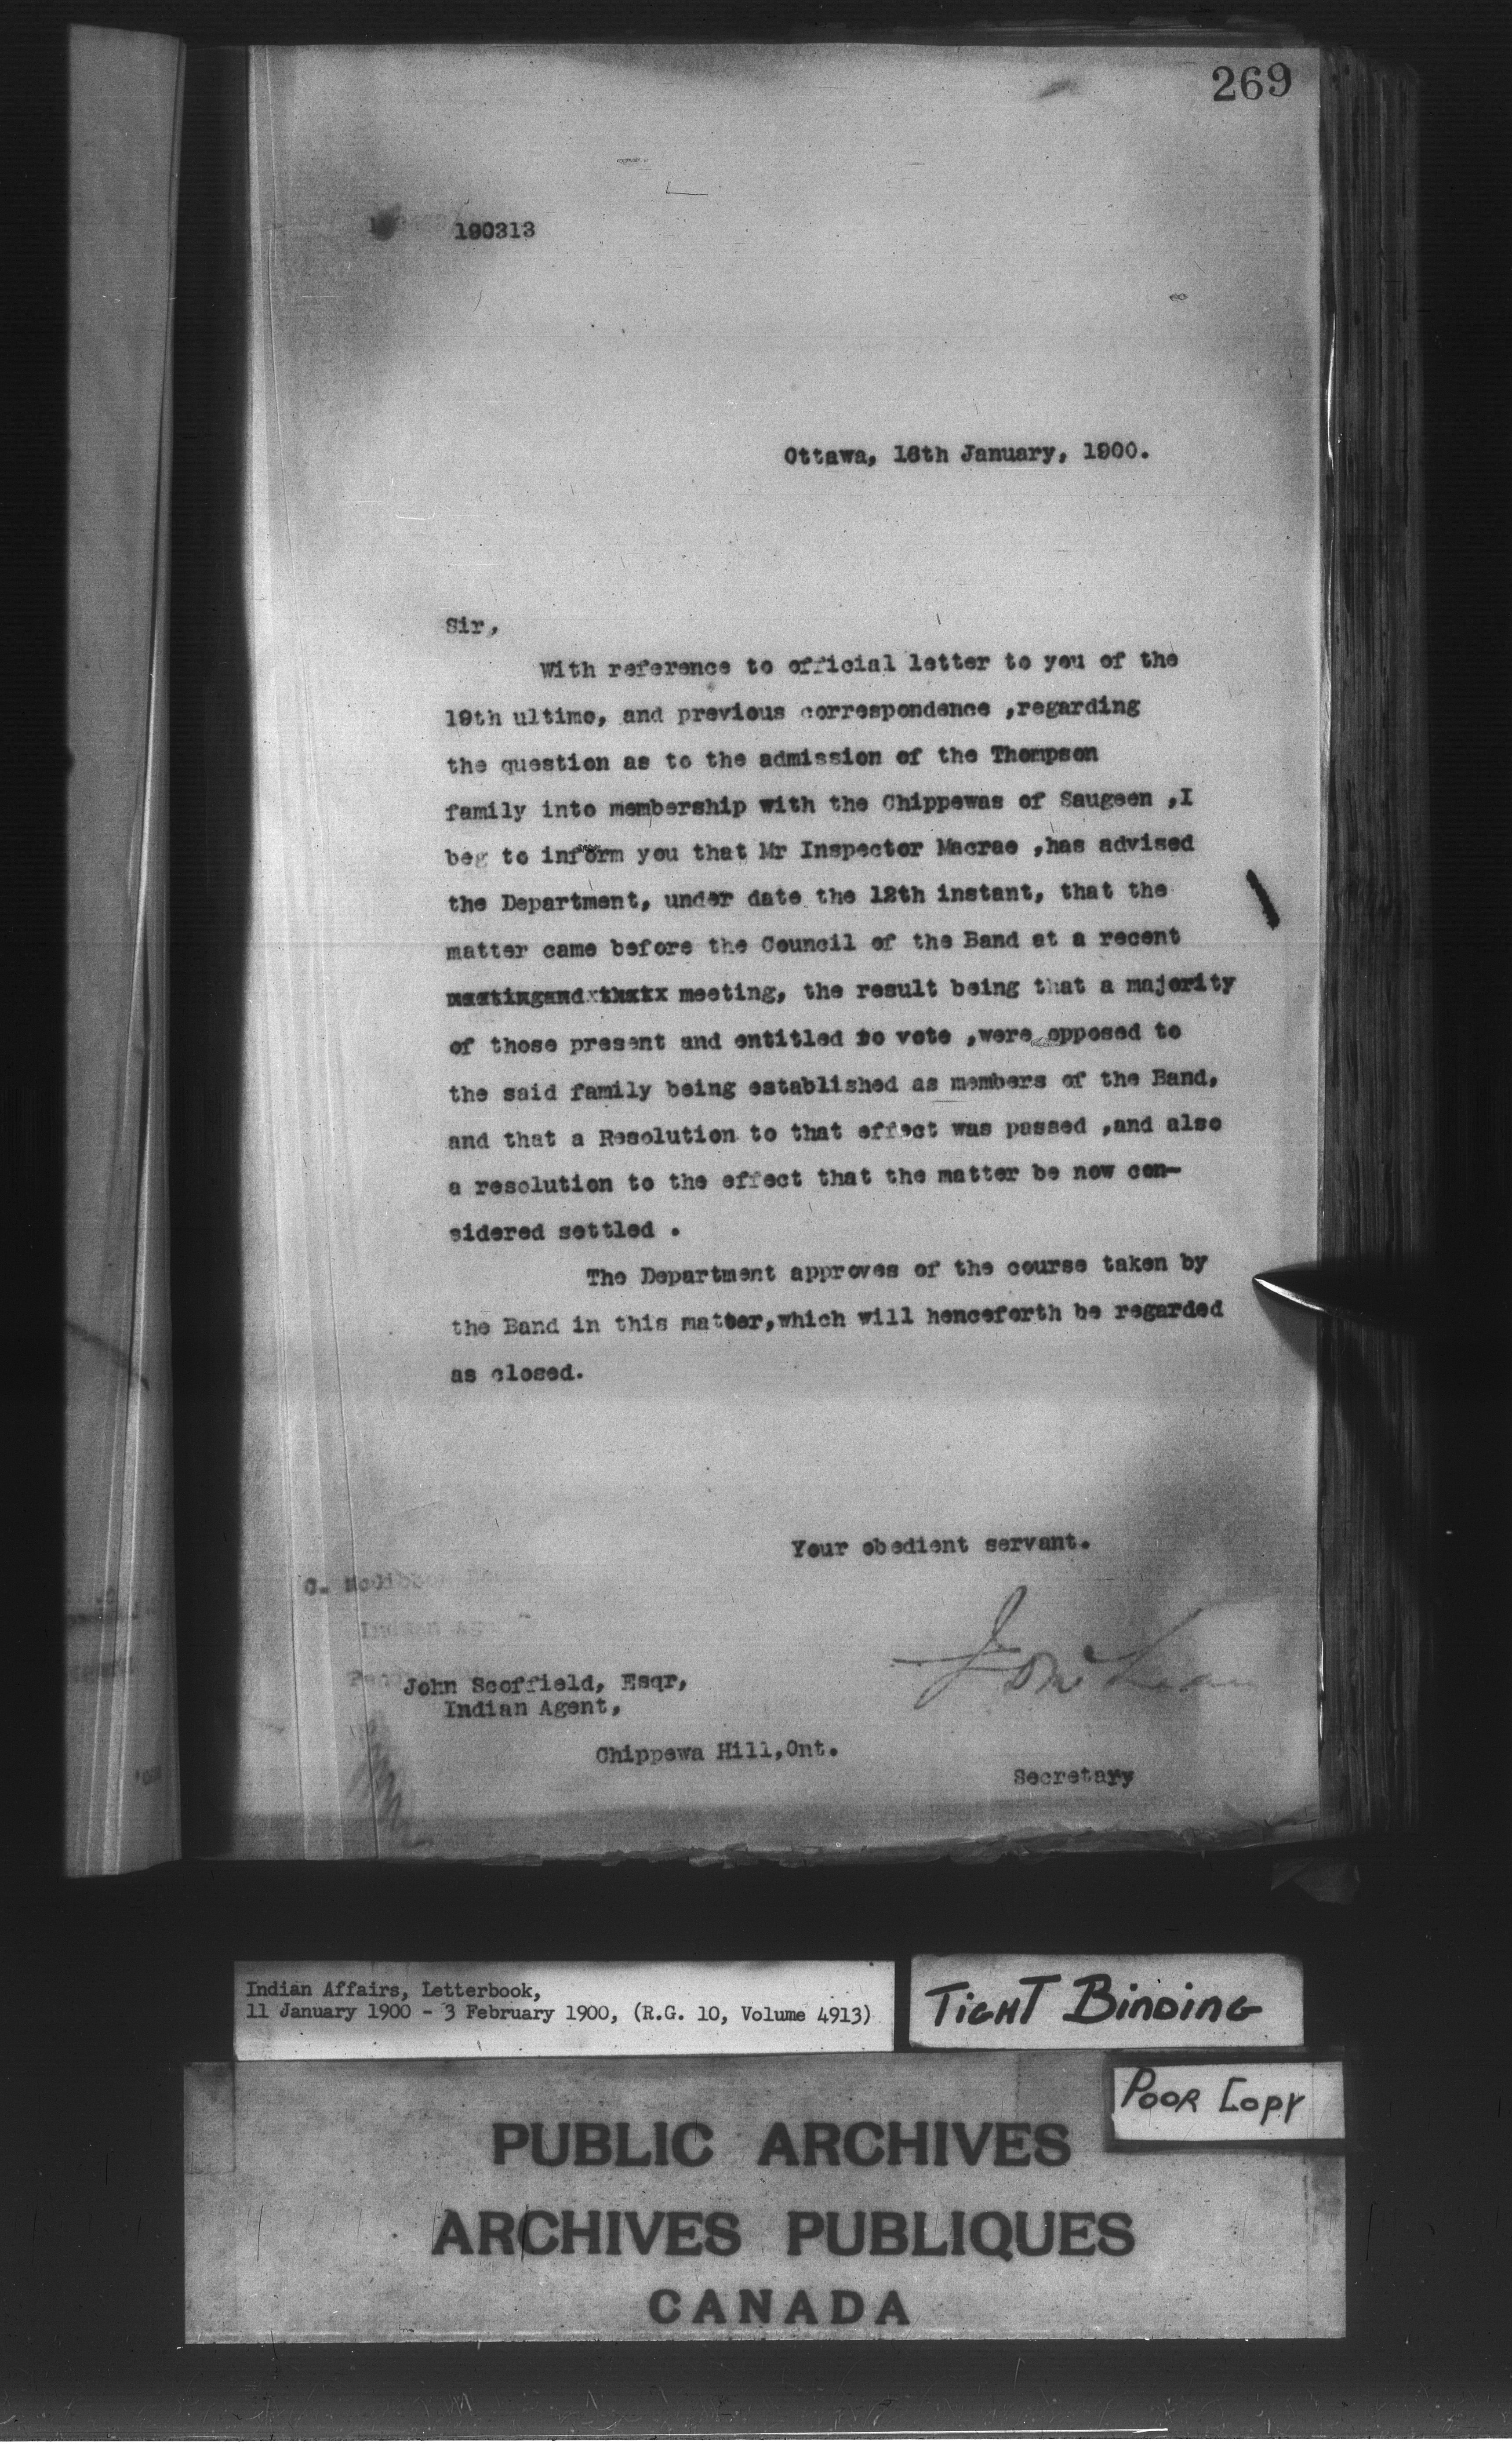 269
190313
Ottawa, 16th January, 1900.
Sir,
With reference to official letter to you of the
19th ultimo, and previous correspondence ,regarding
the question as to the admission of the Thompson
family into membership with the Chippewas of Saugeen ,I
beg to inform you that Mr Inspector Macrae ,has advised
the Department, under date the 12th instant, that the
matter came before the Council of the Band at a recent
meeting, the result being that a majority
of those present and entitled to vote ,were opposed to
the said family being established as members of the Band,
and that a Resolution to that effect was passed ,and also
a resolution to the effect that the matter be now con-
sidered settled .
The Department approves of the course taken by
the Band in this matter,which will henceforth be regarded
as closed.
Your obedient servant.
J D McLean
John Scoffield, Esqr,
Indian Agent,
Chippewa Hill,Ont.
Secretary
Indian Affairs, Letterbook,
11 January 1900 - 3 February 1900, (R.G. 10, Volume 4913)
TIGHT BINDING
POOR COPY
PUBLIC ARCHIVES
ARCHIVES PUBLIQUES
CANADA